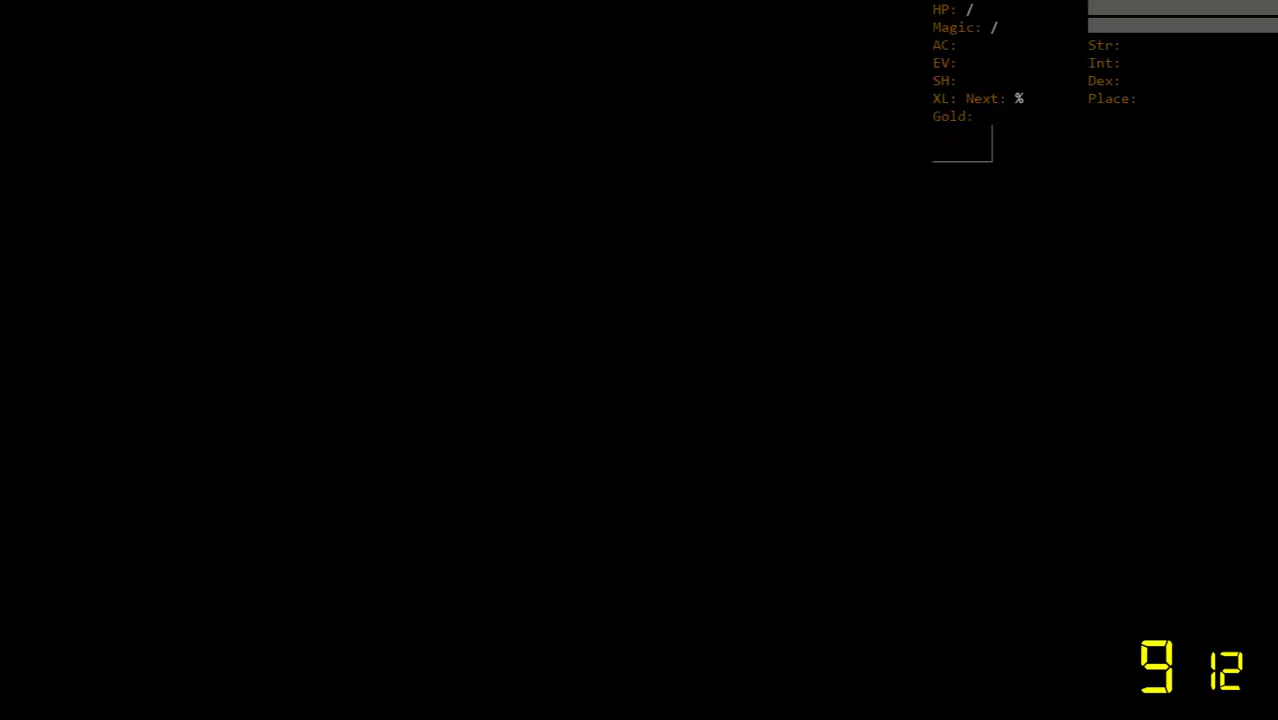 HP: /
Magic: /
AC:
Str:
EV:
Int:
SH:
Dex:
XL: Next: %
Place:
Gold:
9 12